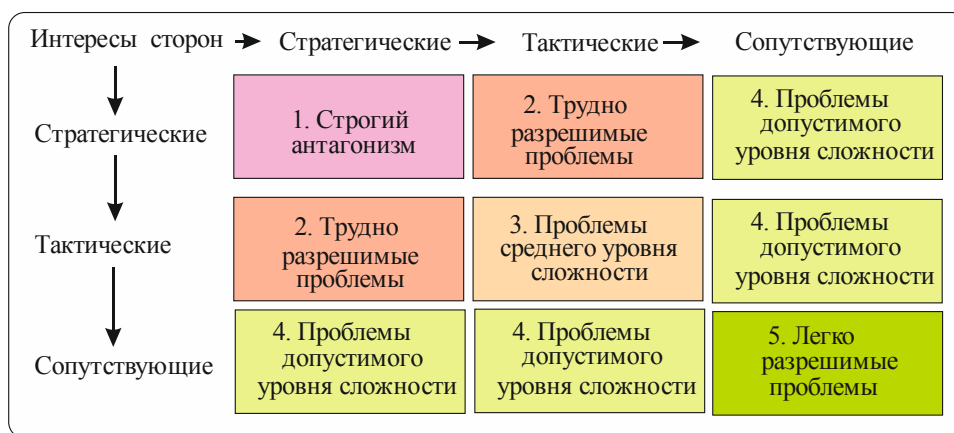 Интересы сторон
Стратегические
Тактические
Сопутствующие
Стратегические
1. Строгий
антагонизм
2. Трудно
разрешимые
проблемы
4. Проблемы
допустимого
уровня сложности
Тактические
2. Трудно
разрешимые
проблемы
3. Проблемы
среднего уровня
сложности
4. Проблемы
допустимого
уровня сложности
Сопутствующие
4. Проблемы
допустимого
уровня сложности
4. Проблемы
допустимого
уровня сложности
5. Легко
разрешимые
проблемы